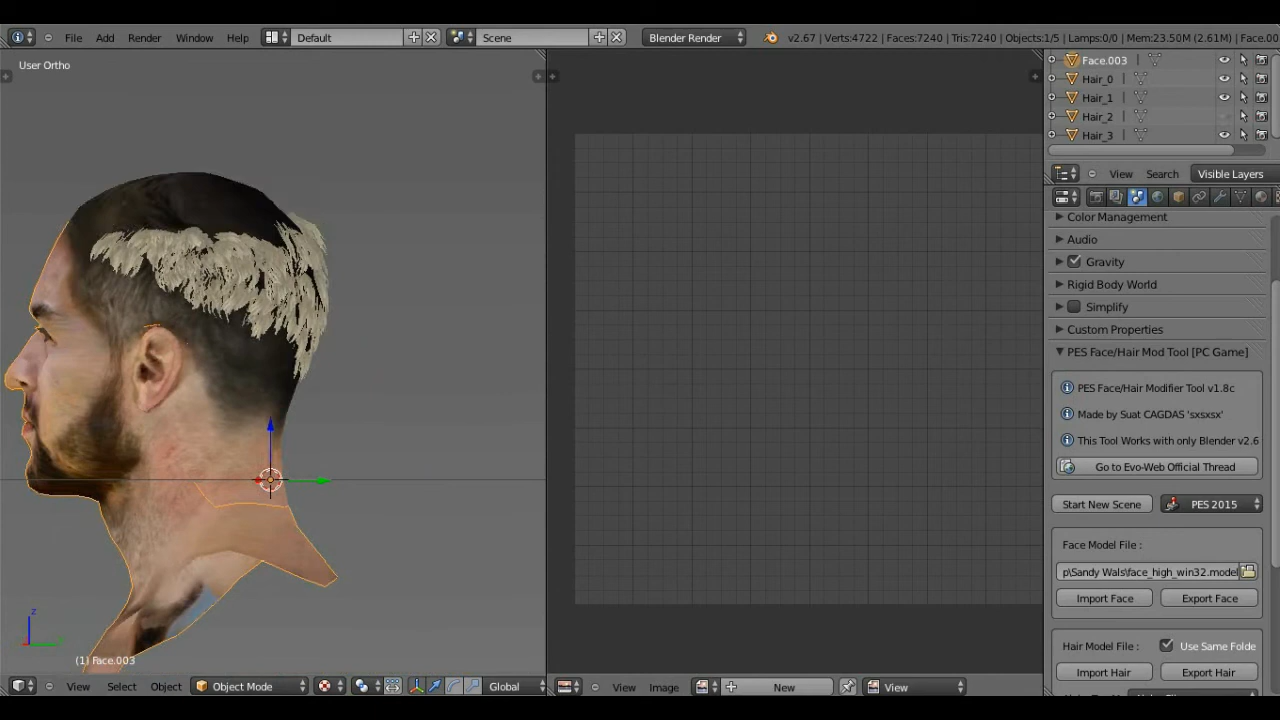 File Add Render Window Help Default Scene Blender Render v2.67 | Verts:4722 | Faces:7240 | Tris:7240 | Objects:1/5 | Lamps:0/0 | Mem:23.50M (2.61M) | Face.00
User Ortho
Face.003
Hair_0
Hair_1
Hair_2
Hair_3
View Search Visible Layers
Color Management
Audio
Gravity
Rigid Body World
Simplify
Custom Properties
PES Face/Hair Mod Tool [PC Game]
PES Face/Hair Modifier Tool v1.8c
Made by Suat CAGDAS 'sxsxsx'
This Tool Works with only Blender v2.6
Go to Evo-Web Official Thread
Start New Scene PES 2015
Face Model File :
p\Sandy Wals\face_high_win32.model
Import Face Export Face
Hair Model File : Use Same Folde
Import Hair Export Hair
z
(1) Face.003
View Select Object Object Mode Global View Image New View